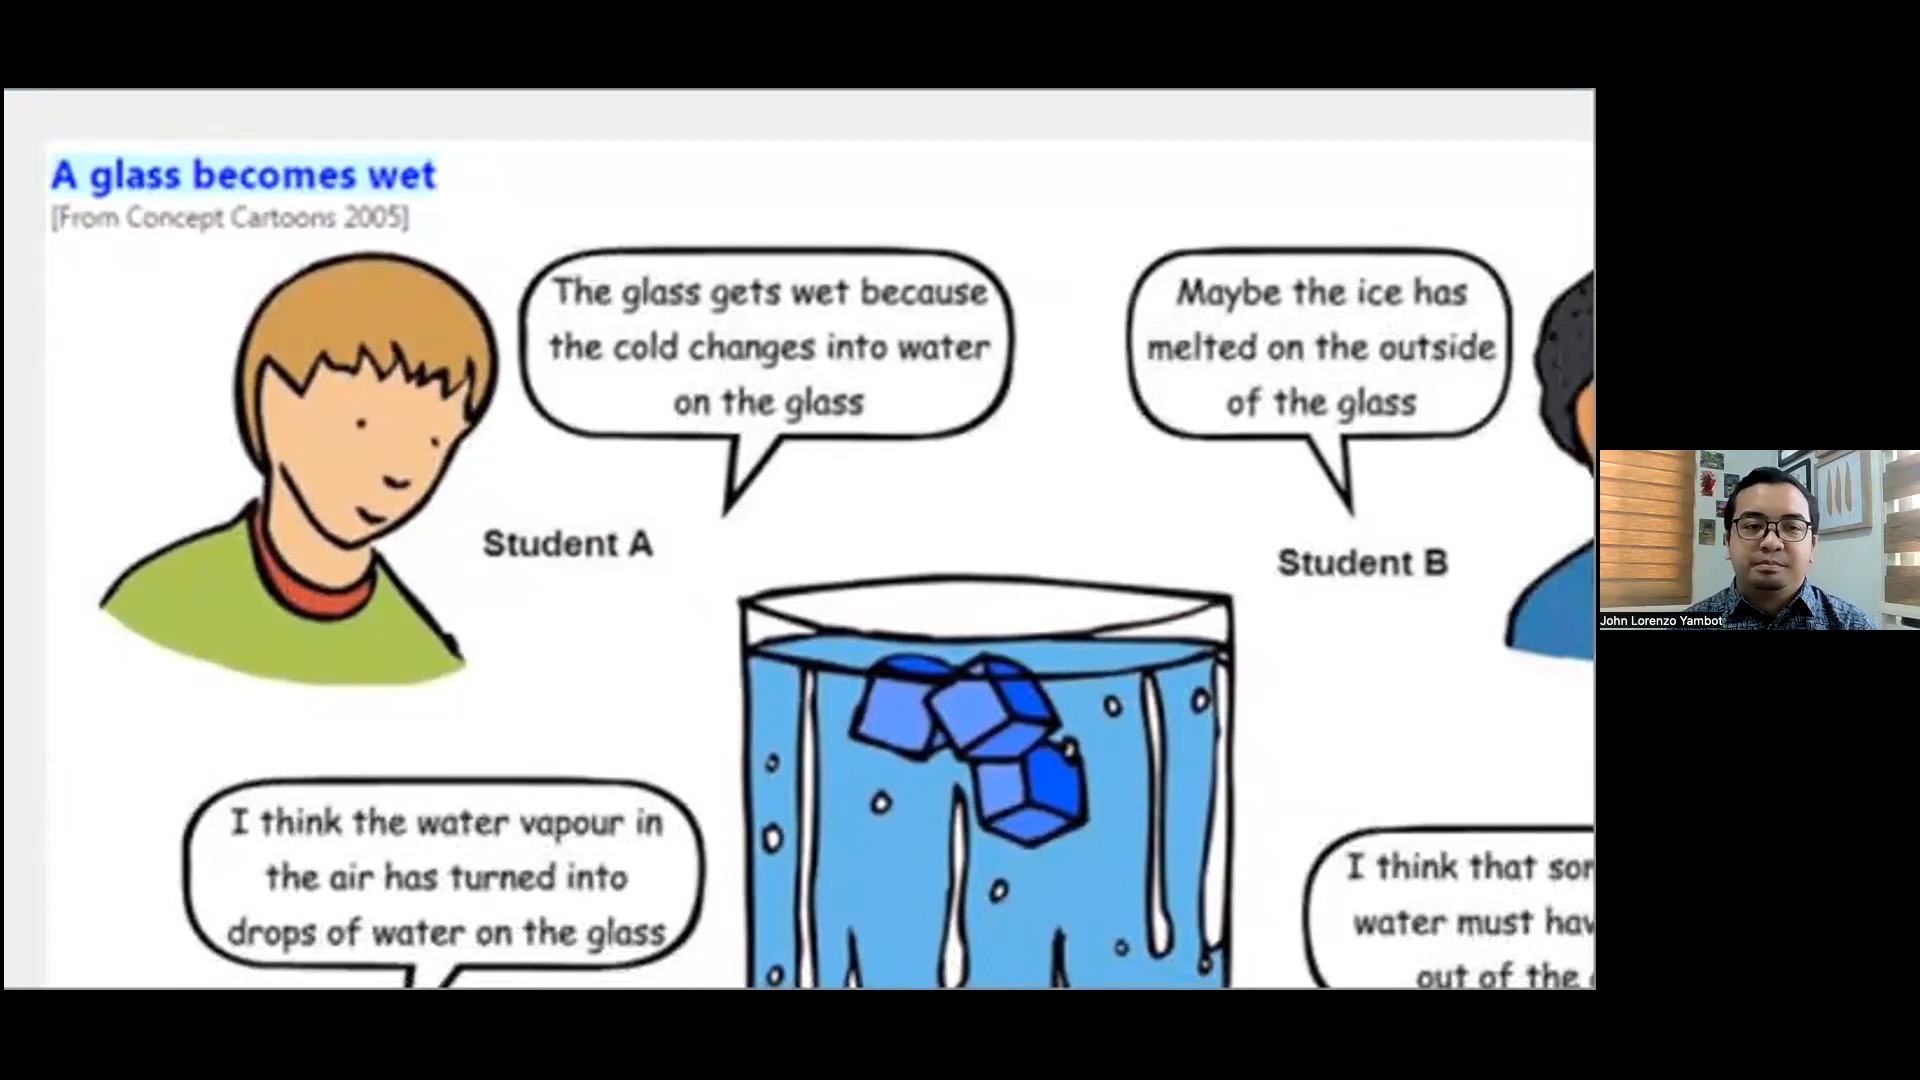 A glass becomes wet
[From Concept Cartoons 2005]
The glass gets wet because
the cold changes into water
on the glass
Maybe the ice has
melted on the outside
of the glass
Student A
Student B
I think the water vapour in
the air has turned into
drops of water on the glass
I think that
water must
out of the
John Lorenzo Yambot